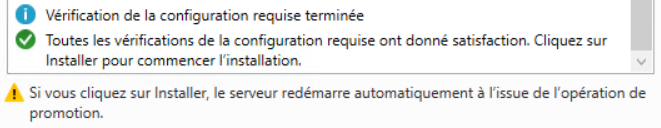 Vérification de la configuration requise terminée
Toutes les vérifications de la configuration requise ont donné satisfaction. Cliquez sur
Installer pour commencer l'installation.
Si vous cliquez sur Installer, le serveur redémarre automatiquement à l'issue de l'opération de
promotion.